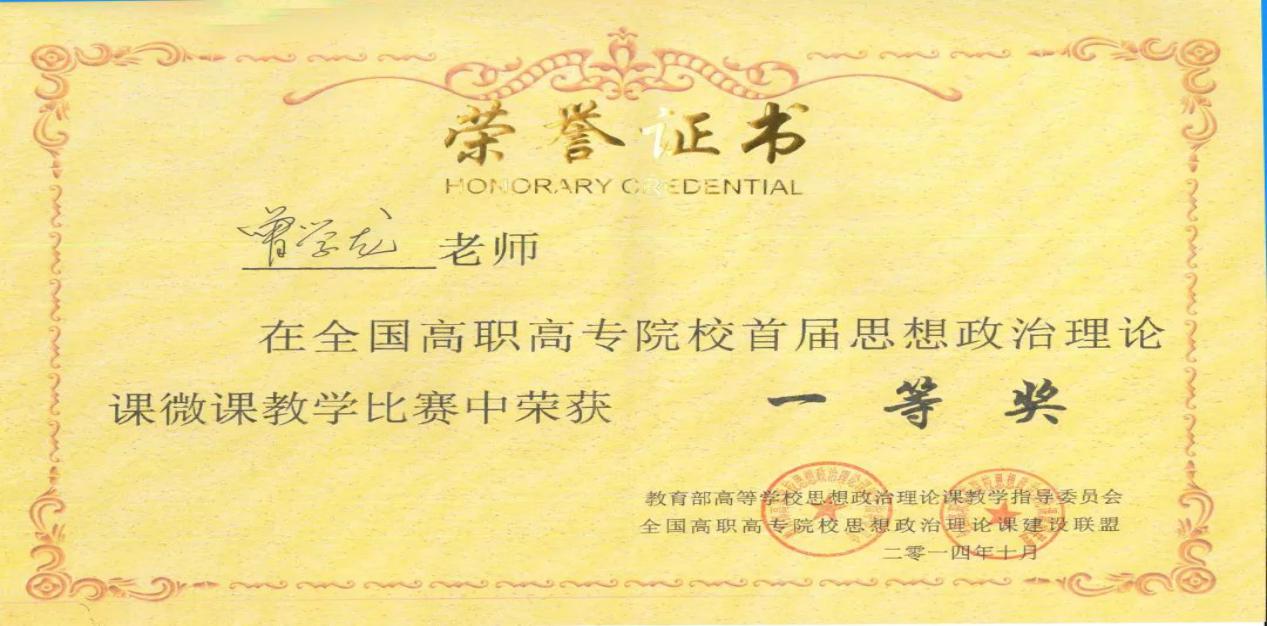 荣誉证书
HONORARY CREDENTIAL
曾学龙 老师
在全国高职高专院校首届思想政治理论
课微课教学比赛中荣获 一等奖
教育部高等学校思想政治理论课教学指导委员会
全国高职高专院校思想政治理论课建设联盟
二零一四年十月